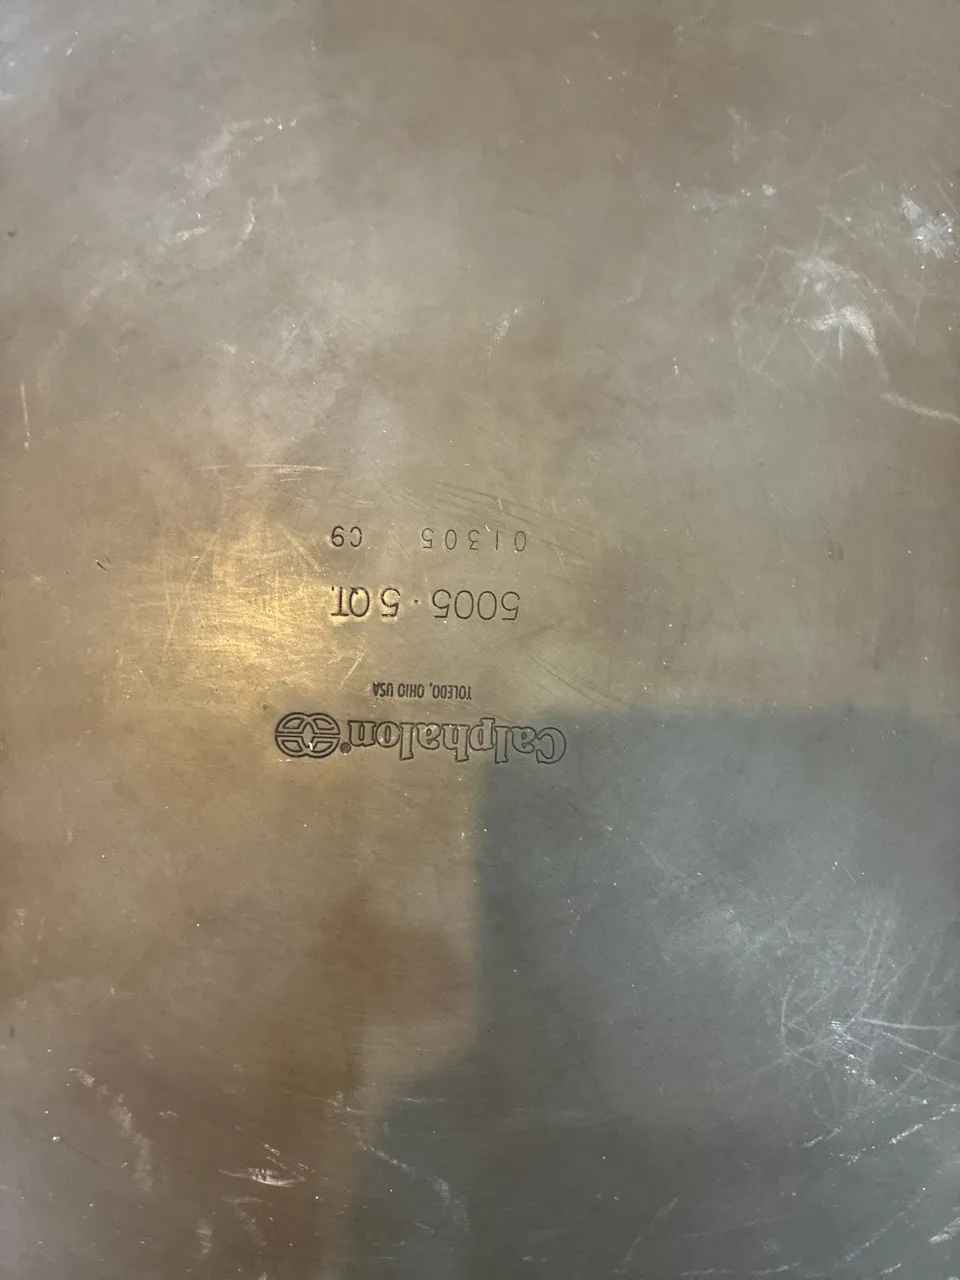 Calphalon®
TOLEDO, OHIO USA
5005 · 5 QT.
01305 C9